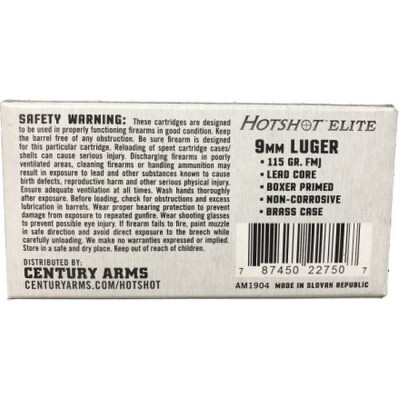 SAFETY WARNING: These cartridges are designed
to be used in properly functioning firearms in good condition. Keep
the barrel free of any obstruction. Be sure firearm is designed
for this particular cartridge. Reloading of spent cartridge cases/
shells can cause serious injury. Discharging firearms in poorly
ventilated areas, cleaning firearms or handling ammunition may
result in exposure to lead and other substances known to cause
birth defects, reproductive harm and other serious physical injury.
Ensure adequate ventilation at all times. Wash hands thoroughly
after exposure. Before loading, check for obstructions and excess
lubrication in barrels. Wear proper hearing protection to prevent
damage from exposure to repeated gunfire. Wear shooting glasses
to prevent possible eye injury. If firearm fails to fire, point muzzle
in safe direction and avoid direct exposure to the breech while
carefully unloading. We make no warranties expressed or implied.
Store in a safe and dry place. Keep out of reach of children.
DISTRIBUTED BY:
CENTURY ARMS
CENTURYARMS.COM/HOTSHOT
HOTSHOT ELITE
9MM LUGER
• 115 GR. FMJ
• LEAD CORE
• BOXER PRIMED
• NON-CORROSIVE
• BRASS CASE
7 87450 22750 7
AM1904 MADE IN SLOVAK REPUBLIC